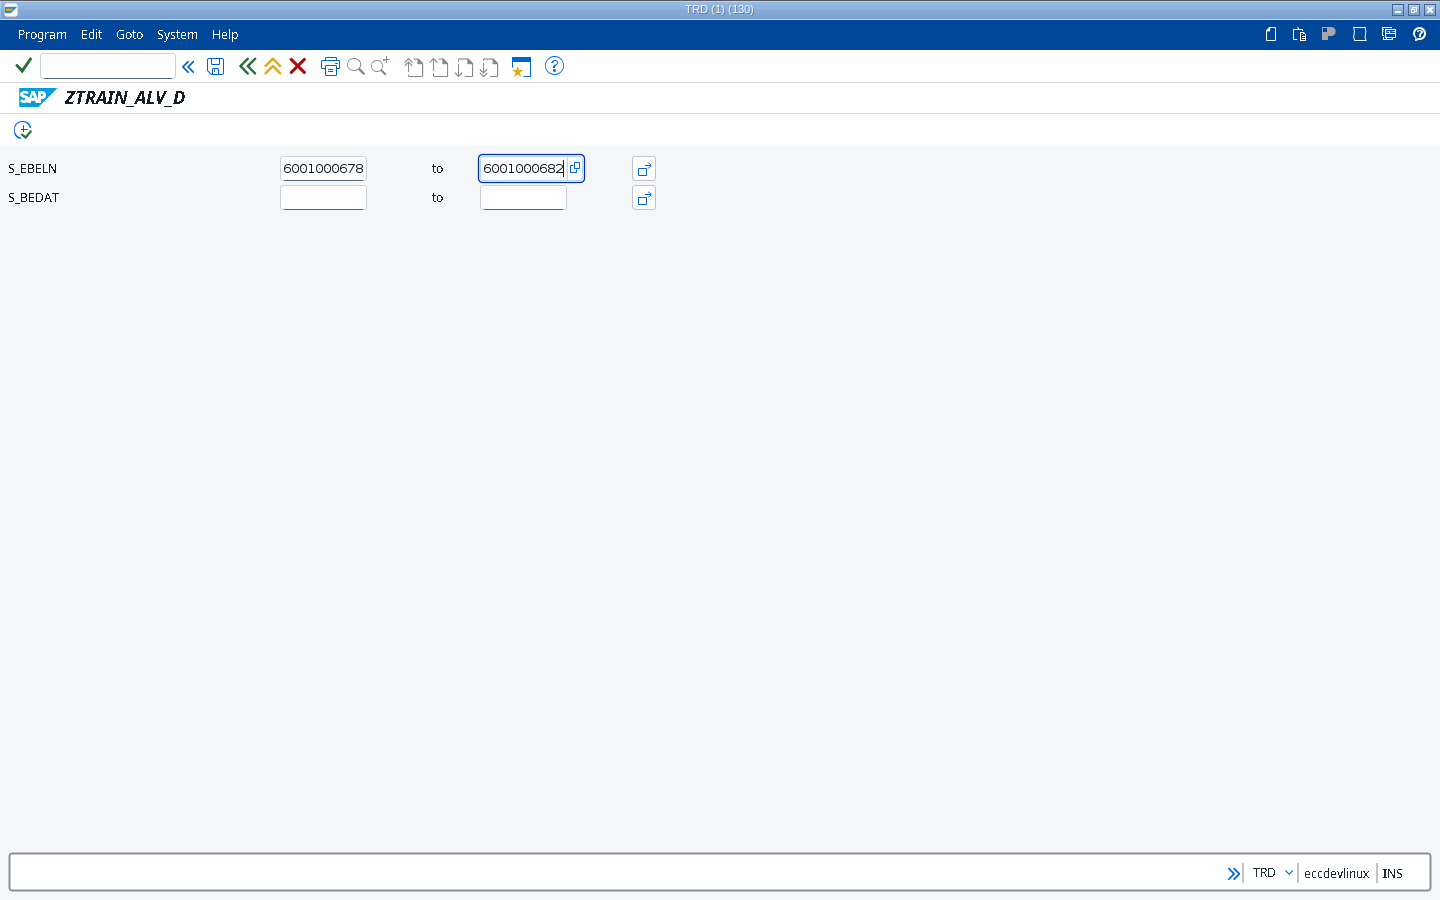 TRD (1) (130)
Program Edit Goto System Help
SAP ZTRAIN_ALV_D
S_EBELN 6001000678 to 6001000682
S_BEDAT to
TRD eccdevlinux INS